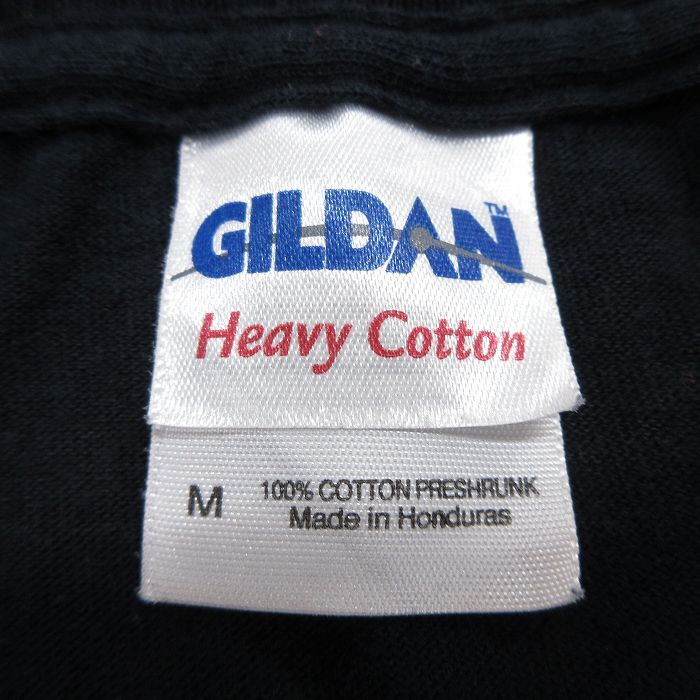 GILDAN™
Heavy Cotton
M 100% COTTON PRESHRUNK
Made in Honduras